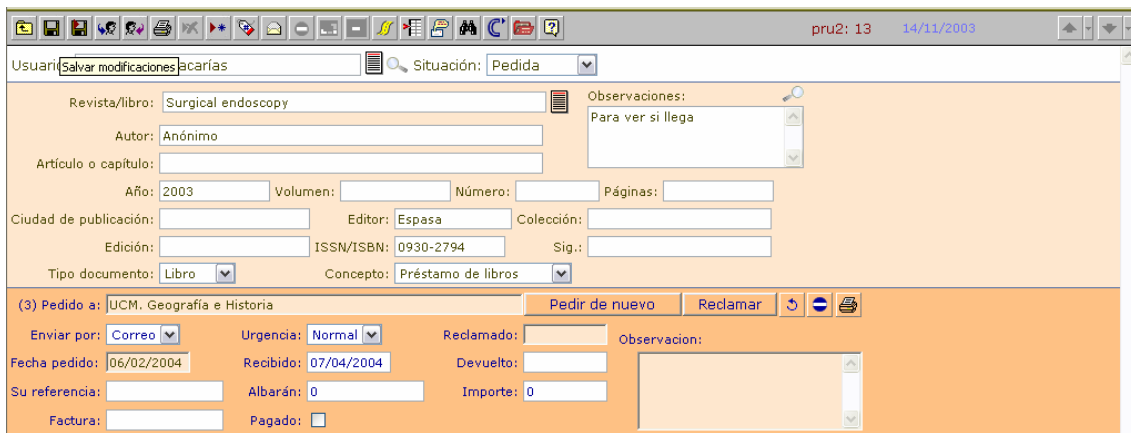 pru2: 13 14/11/2003
Usuari Salvar modificaciones acarías Situación: Pedida
Revista/libro: Surgical endoscopy Observaciones:
Para ver si llega
Autor: Anónimo
Artículo o capítulo:
Año: 2003 Volumen: Número: Páginas:
Ciudad de publicación: Editor: Espasa Colección:
Edición: ISSN/ISBN: 0930-2794 Sig.:
Tipo documento: Libro Concepto: Préstamo de libros
(3) Pedido a: UCM. Geografía e Historia Pedir de nuevo Reclamar
Enviar por: Correo Urgencia: Normal Reclamado: Observacion:
Fecha pedido: 06/02/2004 Recibido: 07/04/2004 Devuelto:
Su referencia: Albarán: 0 Importe: 0
Factura: Pagado: